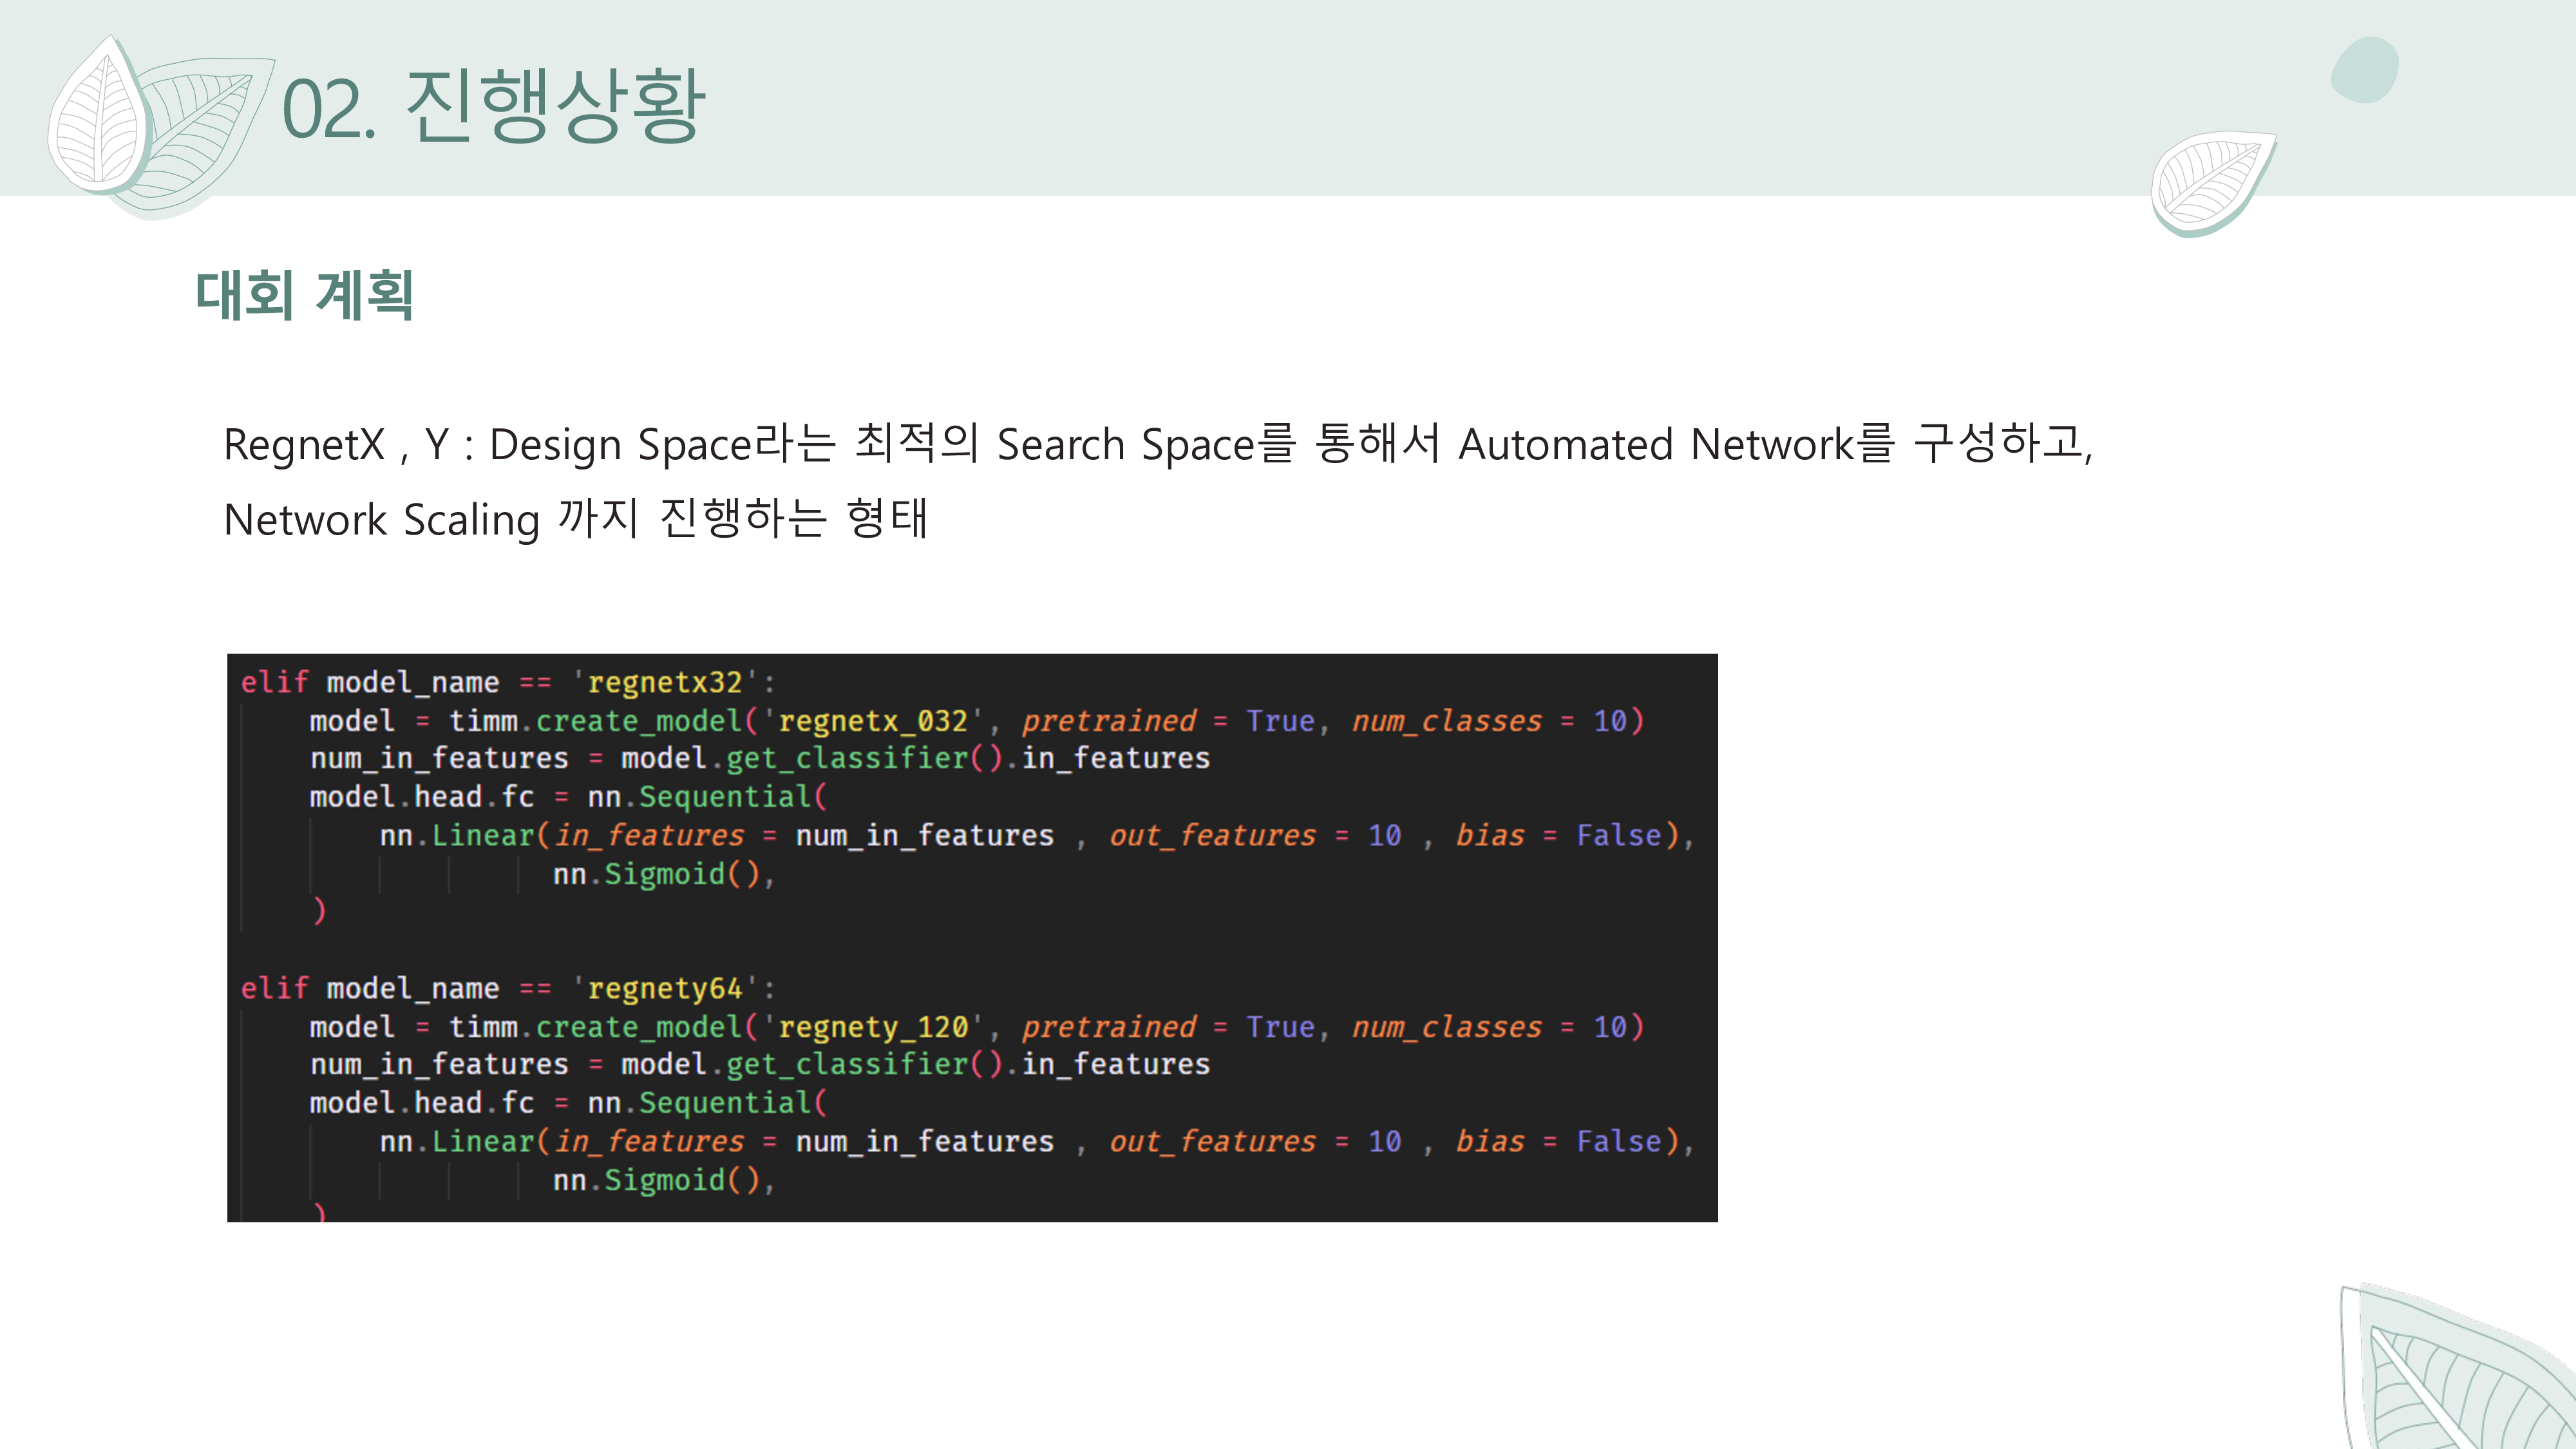 02. 진행상황
대회 계획
RegnetX , Y : Design Space라는 최적의 Search Space를 통해서 Automated Network를 구성하고,
Network Scaling 까지 진행하는 형태
elif model_name == 'regnetx32':
    model = timm.create_model('regnetx_032', pretrained = True, num_classes = 10)
    num_in_features = model.get_classifier().in_features
    model.head.fc = nn.Sequential(
        nn.Linear(in_features = num_in_features , out_features = 10 , bias = False),
                  nn.Sigmoid(),
    )
elif model_name == 'regnety64':
    model = timm.create_model('regnety_120', pretrained = True, num_classes = 10)
    num_in_features = model.get_classifier().in_features
    model.head.fc = nn.Sequential(
        nn.Linear(in_features = num_in_features , out_features = 10 , bias = False),
                  nn.Sigmoid(),
    )